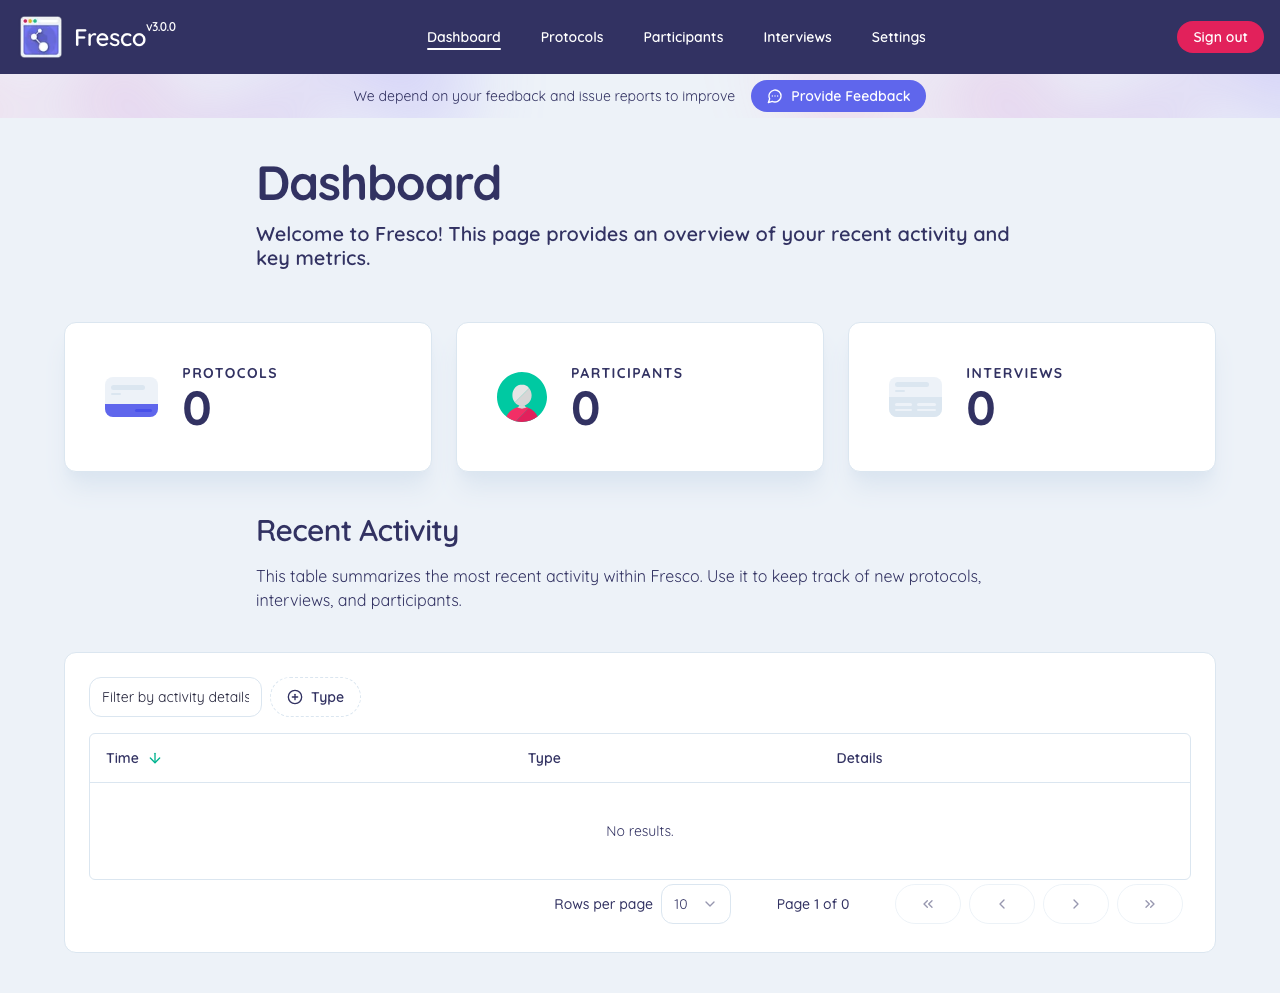 Fresco v3.0.0
Dashboard Protocols Participants Interviews Settings Sign out
We depend on your feedback and issue reports to improve Provide Feedback
Dashboard
Welcome to Fresco! This page provides an overview of your recent activity and
key metrics.
PROTOCOLS
0
PARTICIPANTS
0
INTERVIEWS
0
Recent Activity
This table summarizes the most recent activity within Fresco. Use it to keep track of new protocols,
interviews, and participants.
Filter by activity details Type
Time Type Details
No results.
Rows per page 10 Page 1 of 0